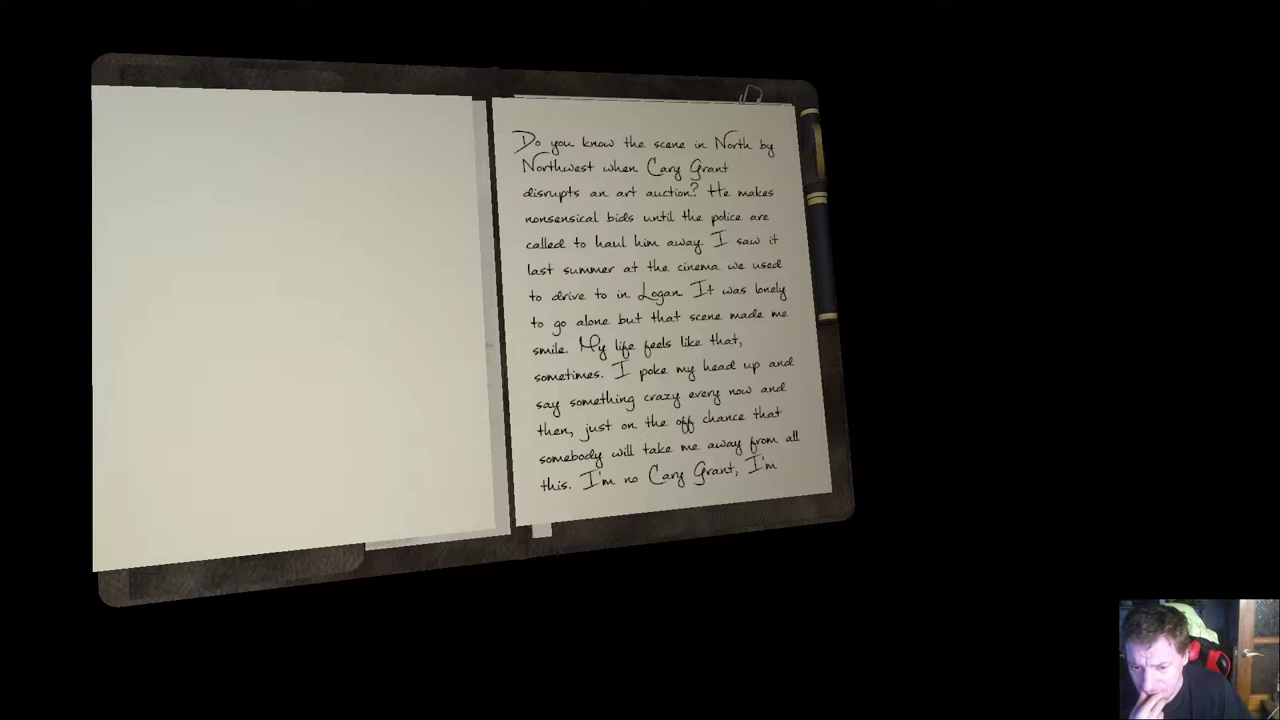 Do you know the scene in North by
Northwest when Cary Grant
disrupts an art auction? He makes
nonsensical bids until the police are
called to haul him away. I saw it
last summer at the cinema we used
to drive to in Logan. It was lonely
to go alone but that scene made me
smile. My life feels like that,
sometimes. I poke my head up and
say something crazy every now and
then, just on the off chance that
somebody will take me away from all
this. I'm no Cary Grant, I'm